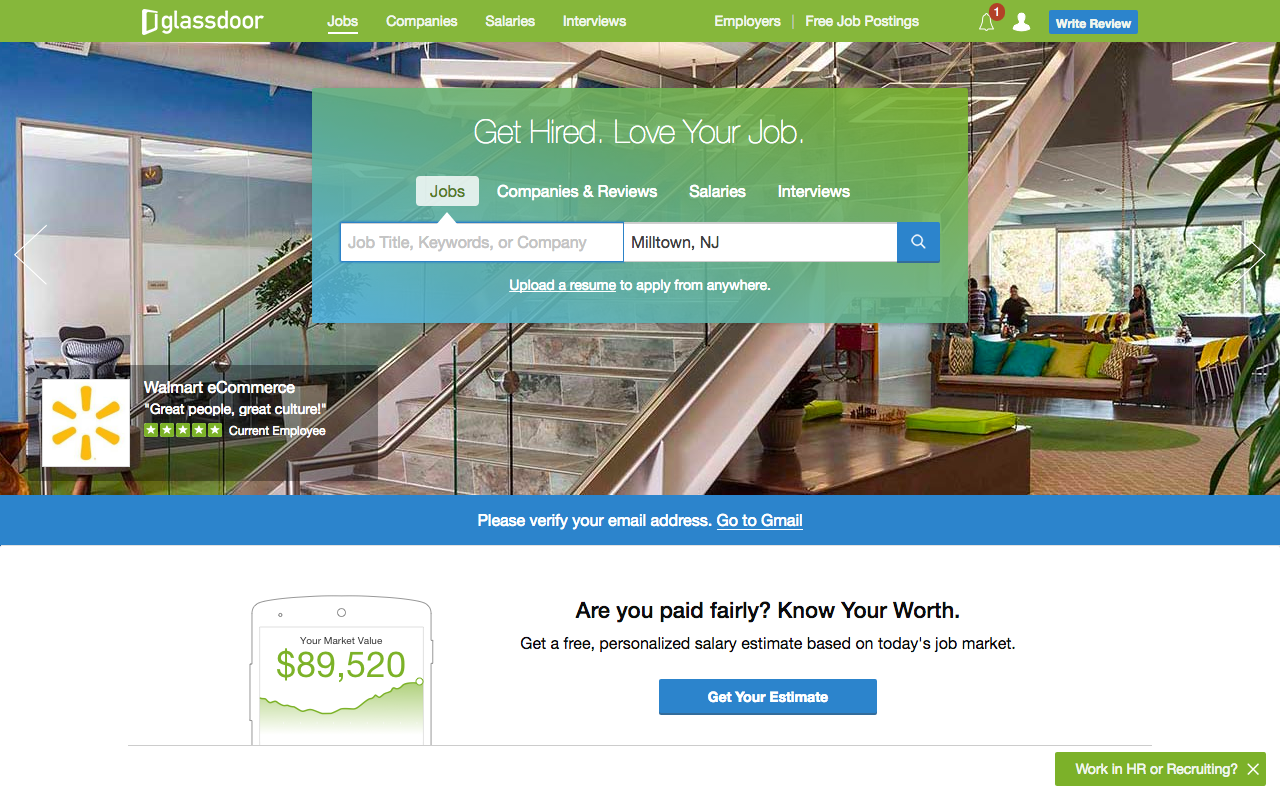 glassdoor
Jobs Companies Salaries Interviews Employers | Free Job Postings 1 Write Review
Get Hired. Love Your Job.
Jobs Companies & Reviews Salaries Interviews
Job Title, Keywords, or Company Milltown, NJ
Upload a resume to apply from anywhere.
Walmart eCommerce
"Great people, great culture!"
Current Employee
Please verify your email address. Go to Gmail
Your Market Value
$89,520
Are you paid fairly? Know Your Worth.
Get a free, personalized salary estimate based on today's job market.
Get Your Estimate
Work in HR or Recruiting?